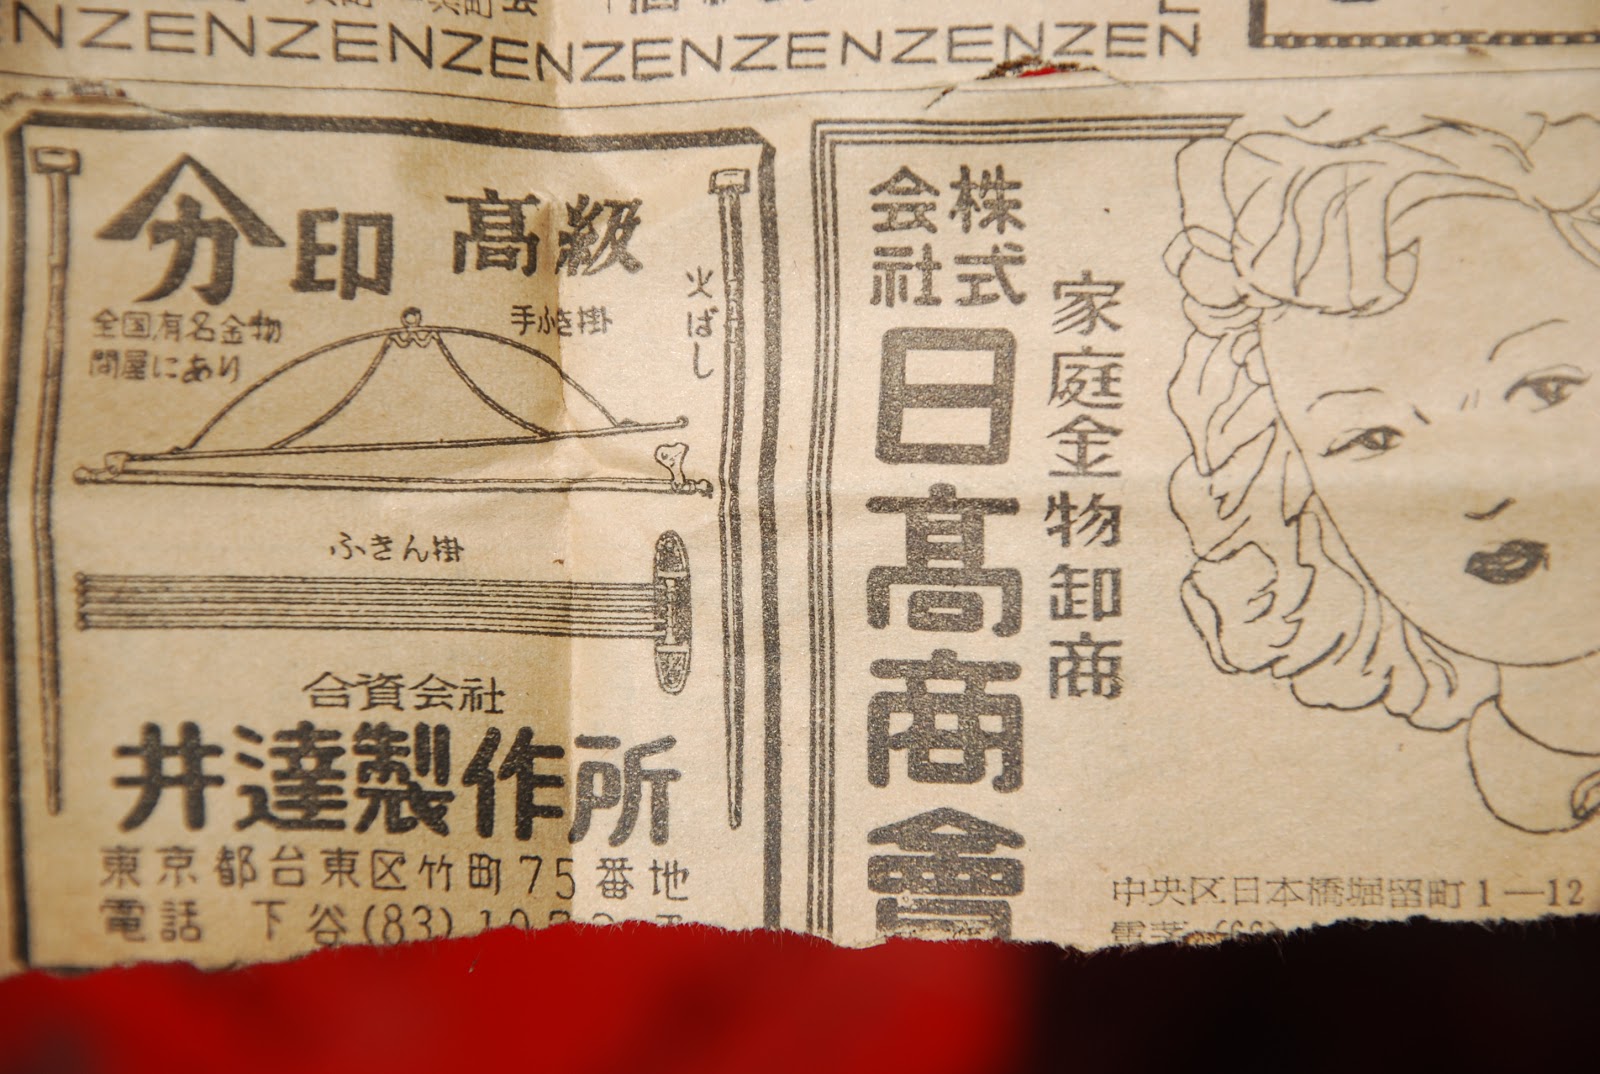 NZENZENZENZENZENZENZENZENZENZEN
カ印 高級
全国有名金物
問屋にあり
手ふき掛
火ばし
ふきん掛
合資会社
井達製作所
東京都台東区竹町75番地
電話 下谷(83)
株式会社
日高商會
家庭金物卸商
中央区日本橋堀留町1—12